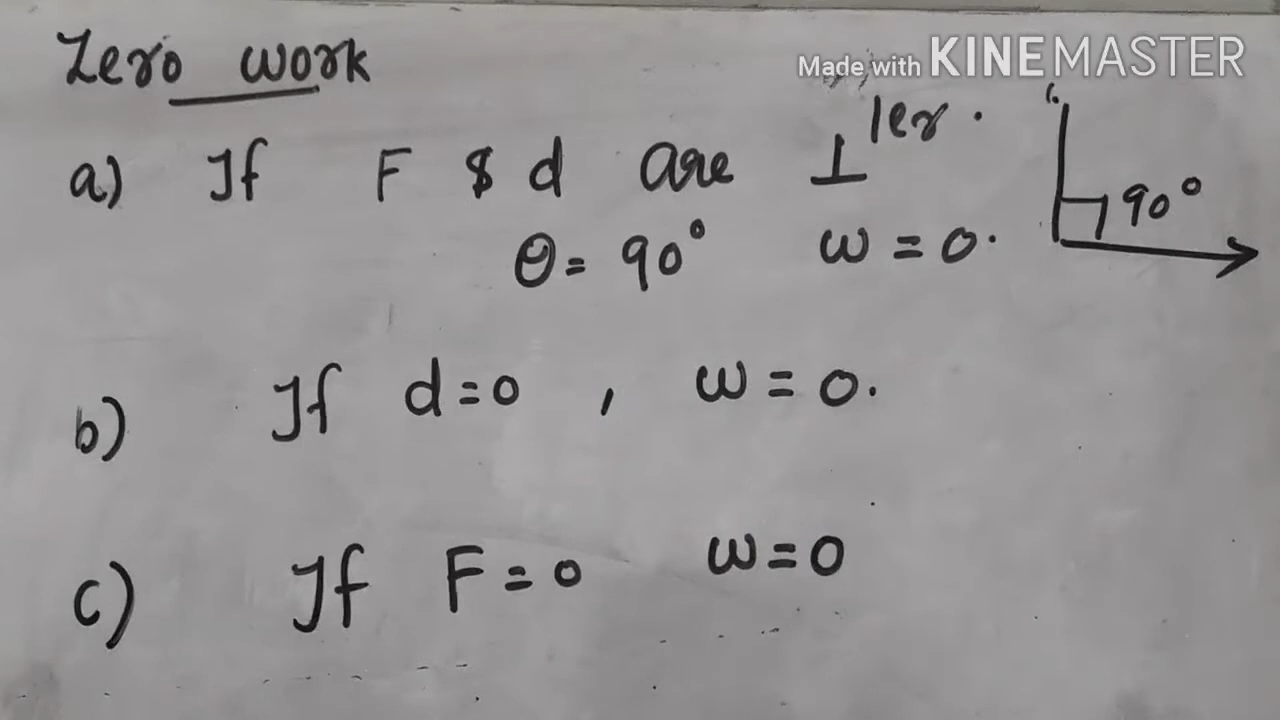 Zero work
Made with KINEMASTER
a) If F & d are ⊥ler.
θ = 90° w = 0.
90°
b) If d = 0 , w = 0.
c) If F = 0 w = 0